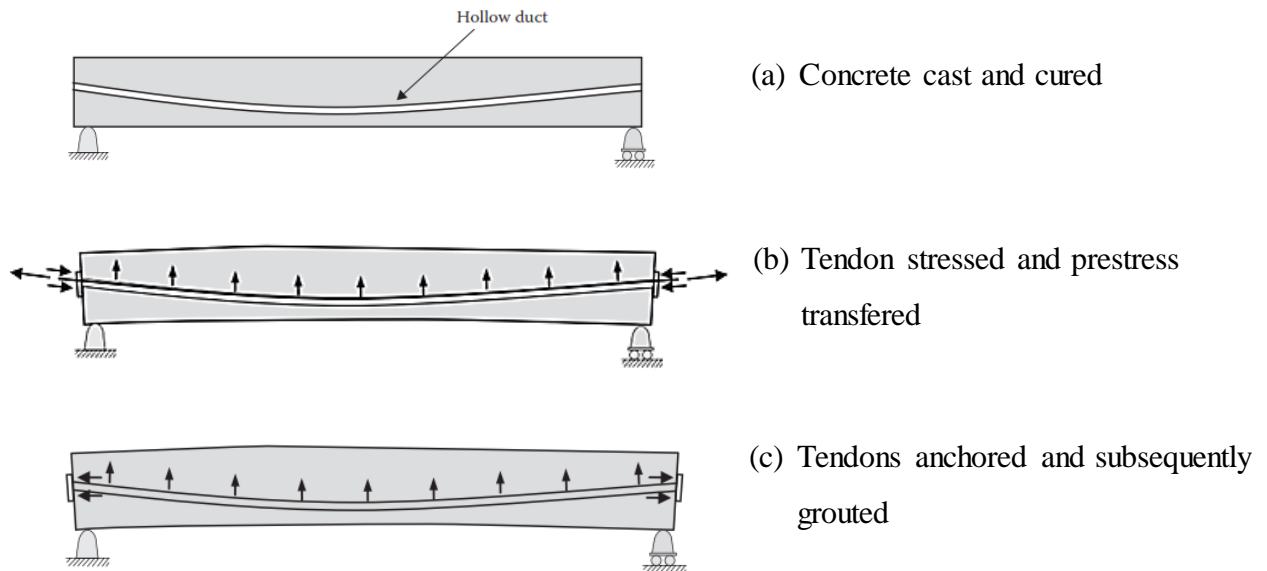 Hollow duct
(a) Concrete cast and cured
(b) Tendon stressed and prestress
transfered
(c) Tendons anchored and subsequently
grouted